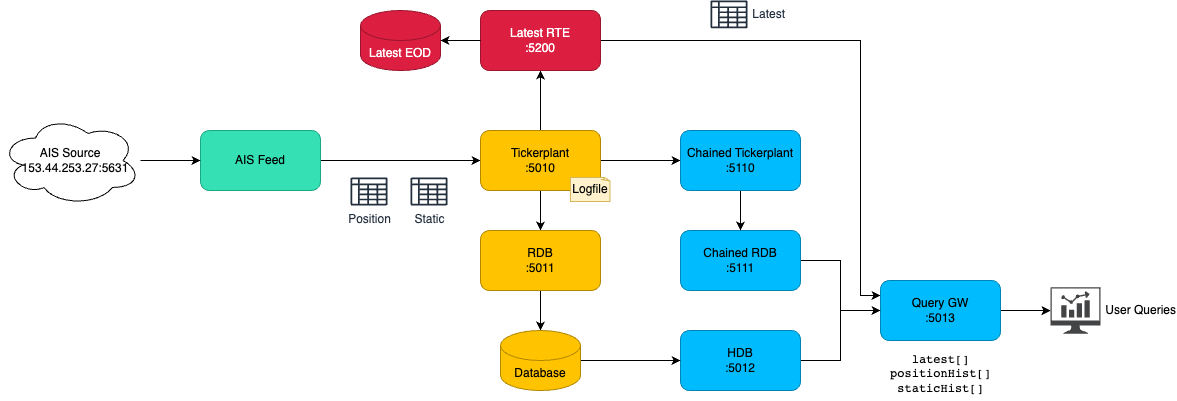 Latest
Latest RTE
:5200
Latest EOD
AIS Source
153.44.253.27:5631
AIS Feed
Tickerplant
:5010
Logfile
Chained Tickerplant
:5110
Position
Static
RDB
:5011
Chained RDB
:5111
Query GW
:5013
User Queries
Database
HDB
:5012
latest[]
positionHist[]
staticHist[]